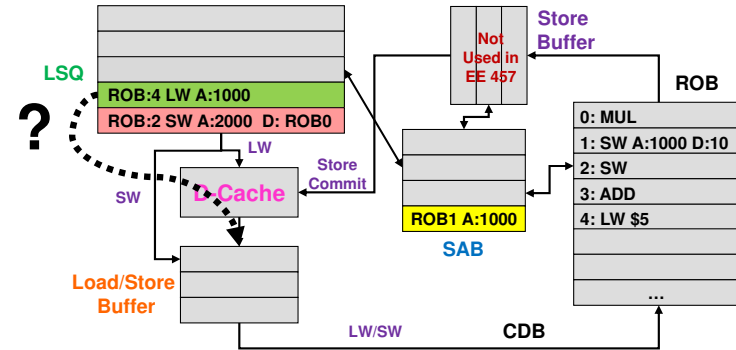 LSQ
ROB:4 LW A:1000
ROB:2 SW A:2000 D: ROB0
?
LW
SW
D-Cache
Store
Commit
Load/Store
Buffer
LW/SW
CDB
Not
Used in
EE 457
Store
Buffer
ROB1 A:1000
SAB
ROB
0: MUL
1: SW A:1000 D:10
2: SW
3: ADD
4: LW $5
...